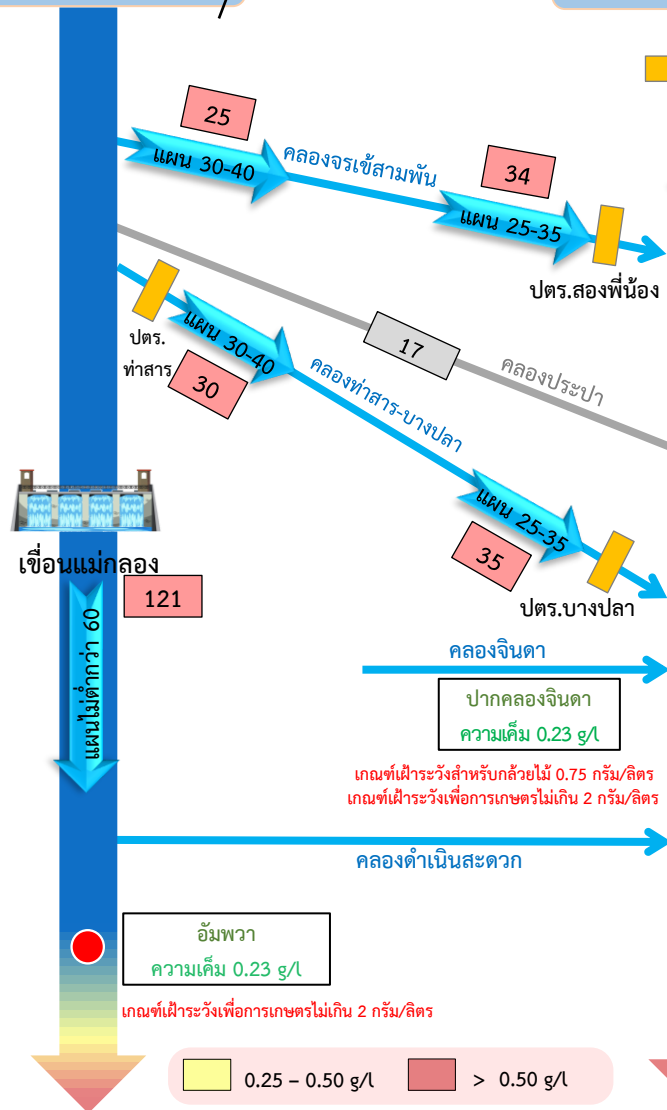 25
แผน 30-40
คลองจรเข้สามพัน
34
แผน 25-35
ปตร.สองพี่น้อง
ปตร.
ท่าสาร
แผน 30-40
30
17
คลองประปา
คลองท่าสาร-บางปลา
แผน 25-35
35
ปตร.บางปลา
เขื่อนแม่กลอง
121
แผนไม่ต่ำกว่า 60
คลองจินดา
ปากคลองจินดา
ความเค็ม 0.23 g/l
เกณฑ์เฝ้าระวังสำหรับกล้วยไม้ 0.75 กรัม/ลิตร
เกณฑ์เฝ้าระวังเพื่อการเกษตรไม่เกิน 2 กรัม/ลิตร
คลองดำเนินสะดวก
อัมพวา
ความเค็ม 0.23 g/l
เกณฑ์เฝ้าระวังเพื่อการเกษตรไม่เกิน 2 กรัม/ลิตร
0.25 – 0.50 g/l
> 0.50 g/l